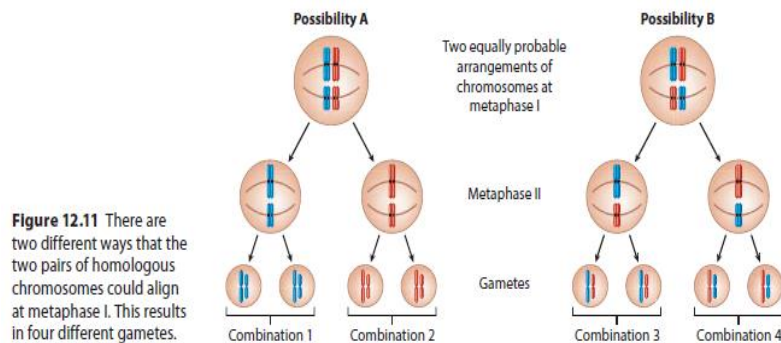 Possibility A
Possibility B
Two equally probable
arrangements of
chromosomes at
metaphase I
Metaphase II
Figure 12.11 There are
two different ways that the
two pairs of homologous
chromosomes could align
at metaphase I. This results
in four different gametes.
Gametes
Combination 1
Combination 2
Combination 3
Combination 4